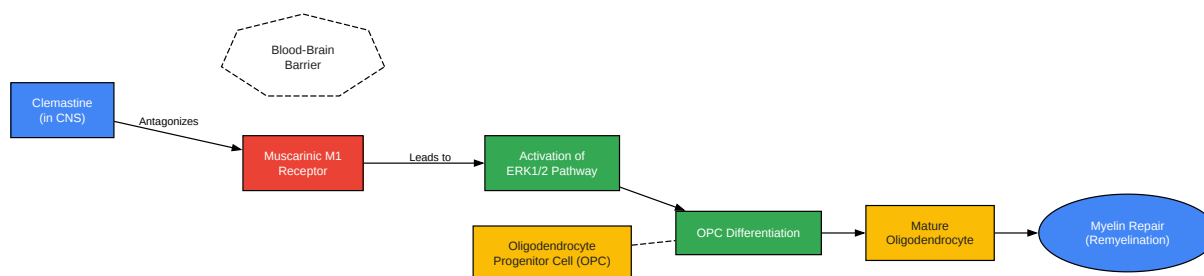 Blood-Brain
Barrier
Clemastine
(in CNS)
Antagonizes
Muscarinic M1
Receptor
Leads to
Activation of
ERK1/2 Pathway
Oligodendrocyte
Progenitor Cell (OPC)
OPC Differentiation
Mature
Oligodendrocyte
Myelin Repair
(Remyelination)